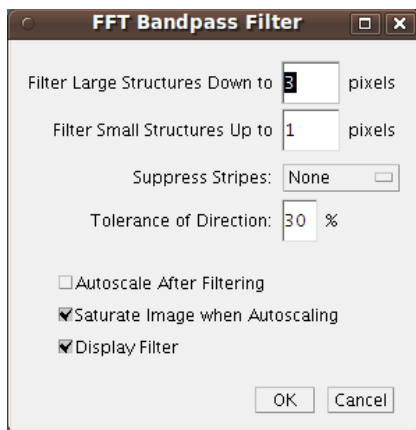 FFT Bandpass Filter
Filter Large Structures Down to 3 pixels
Filter Small Structures Up to 1 pixels
Suppress Stripes: None
Tolerance of Direction: 30 %
Autoscale After Filtering
Saturate Image when Autoscaling
Display Filter
OK Cancel